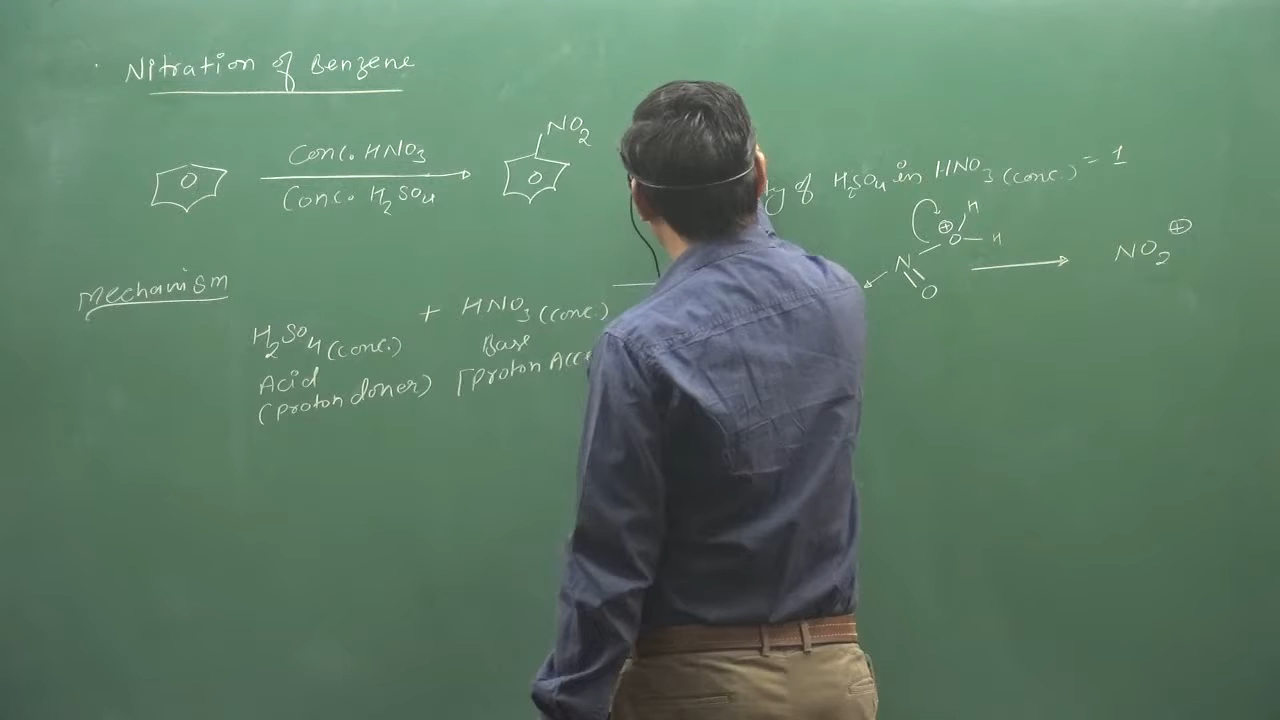 Nitration of Benzene
Conc. HNO3
Conc. H2SO4
NO2
of H2SO4 in HNO3 (conc.) = 1
H
⊕
O — H
N
O
NO2⊕
Mechanism
H2SO4 (conc.) + HNO3 (conc.)
Acid
Base
(Proton doner) [Proton